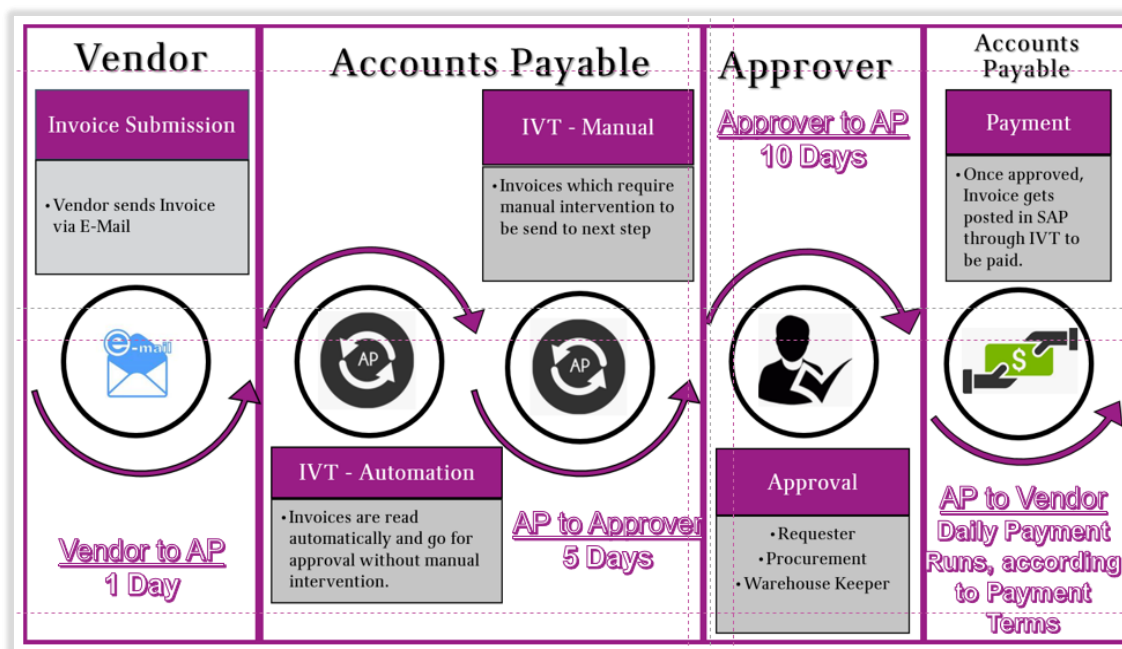 Vendor
Invoice Submission
•Vendor sends Invoice
via E-Mail
e-mail
Vendor to AP
1 Day
Accounts Payable
IVT - Manual
•Invoices which require
manual intervention to
be send to next step
AP
AP
IVT - Automation
•Invoices are read
automatically and go for
approval without manual
intervention.
AP to Approver
5 Days
Approver
Approver to AP
10 Days
Approval
•Requester
•Procurement
•Warehouse Keeper
Accounts
Payable
Payment
•Once approved,
Invoice gets
posted in SAP
through IVT to
be paid.
$
AP to Vendor
Daily Payment
Runs, according
to Payment
Terms